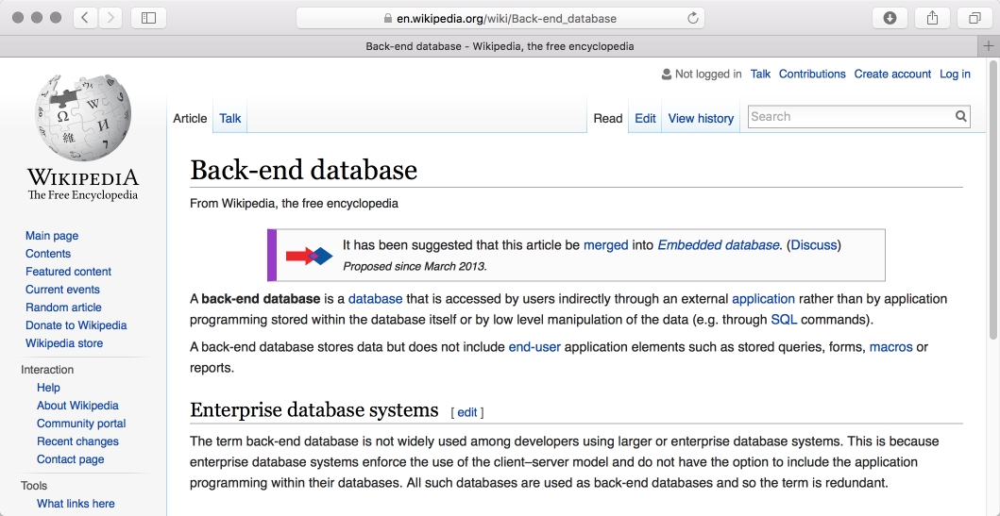 en.wikipedia.org/wiki/Back-end_database
Back-end database - Wikipedia, the free encyclopedia
Not logged in Talk Contributions Create account Log in
Article Talk Read Edit View history Search
Ω W И 維 7
WIKIPEDIA
The Free Encyclopedia
Main page
Contents
Featured content
Current events
Random article
Donate to Wikipedia
Wikipedia store
Interaction
Help
About Wikipedia
Community portal
Recent changes
Contact page
Tools
What links here
Back-end database
From Wikipedia, the free encyclopedia
It has been suggested that this article be merged into Embedded database. (Discuss)
Proposed since March 2013.
A back-end database is a database that is accessed by users indirectly through an external application rather than by application
programming stored within the database itself or by low level manipulation of the data (e.g. through SQL commands).
A back-end database stores data but does not include end-user application elements such as stored queries, forms, macros or
reports.
Enterprise database systems [ edit ]
The term back-end database is not widely used among developers using larger or enterprise database systems. This is because
enterprise database systems enforce the use of the client–server model and do not have the option to include the application
programming within their databases. All such databases are used as back-end databases and so the term is redundant.